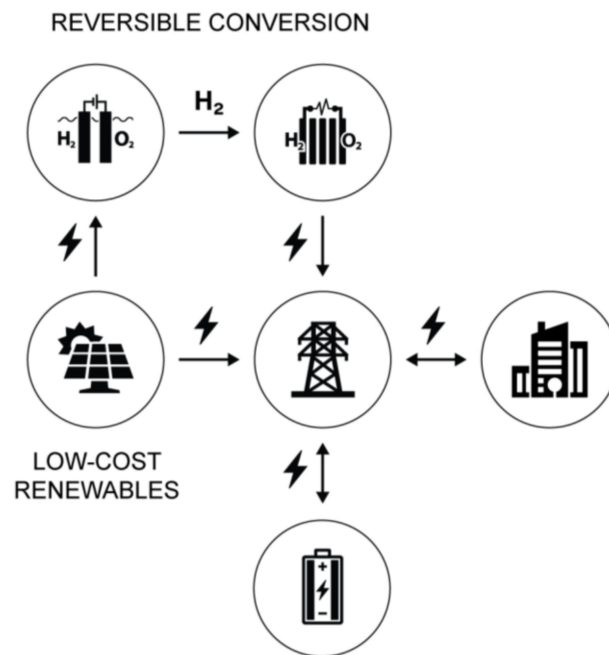 REVERSIBLE CONVERSION
H₂
H₂ O₂
H₂ O₂
LOW-COST
RENEWABLES
+
−